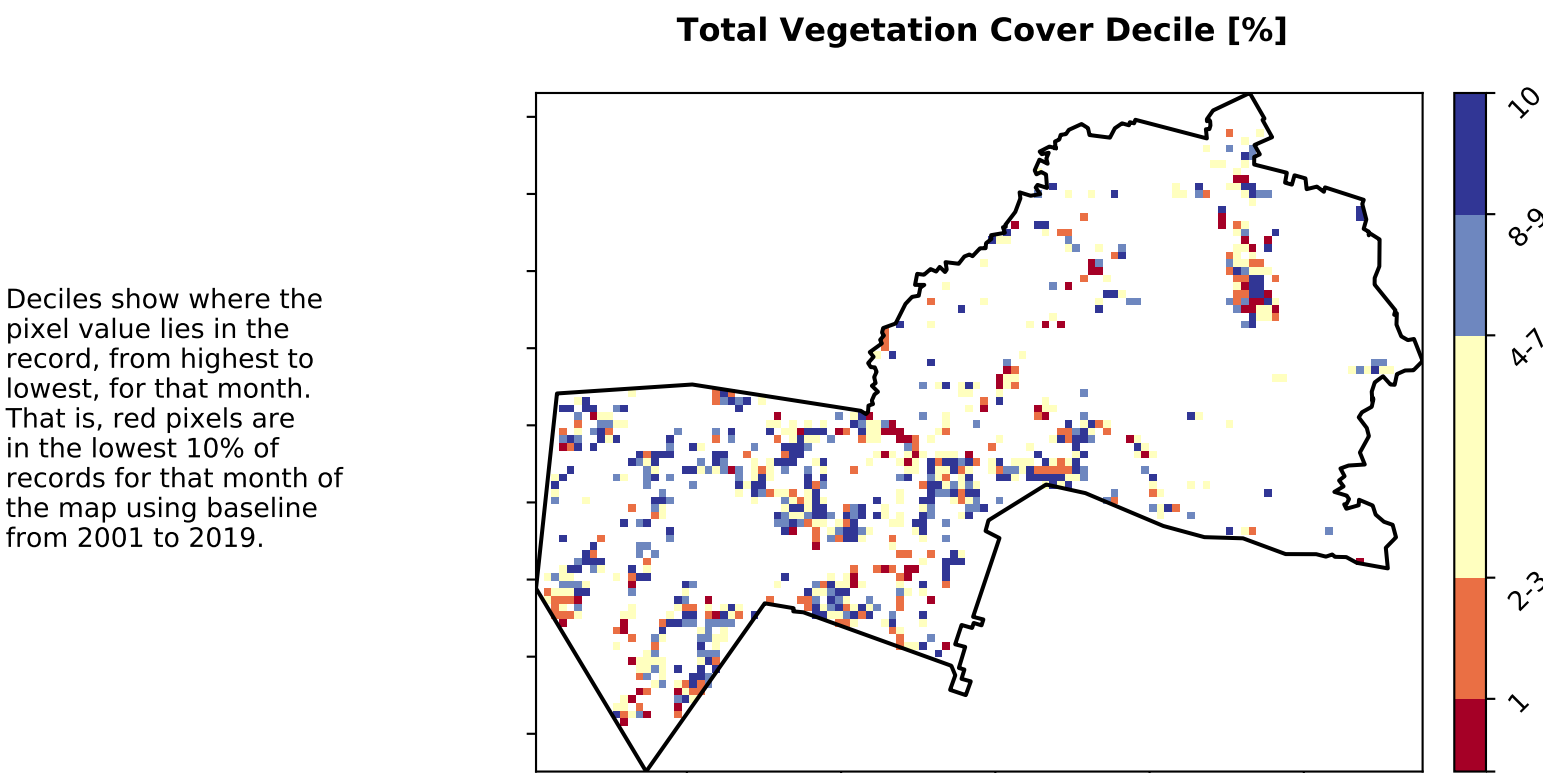 Total Vegetation Cover Decile [%]
Deciles show where the
pixel value lies in the
record, from highest to
lowest, for that month.
That is, red pixels are
in the lowest 10% of
records for that month of
the map using baseline
from 2001 to 2019.
10
8-9
4-7
2-3
1